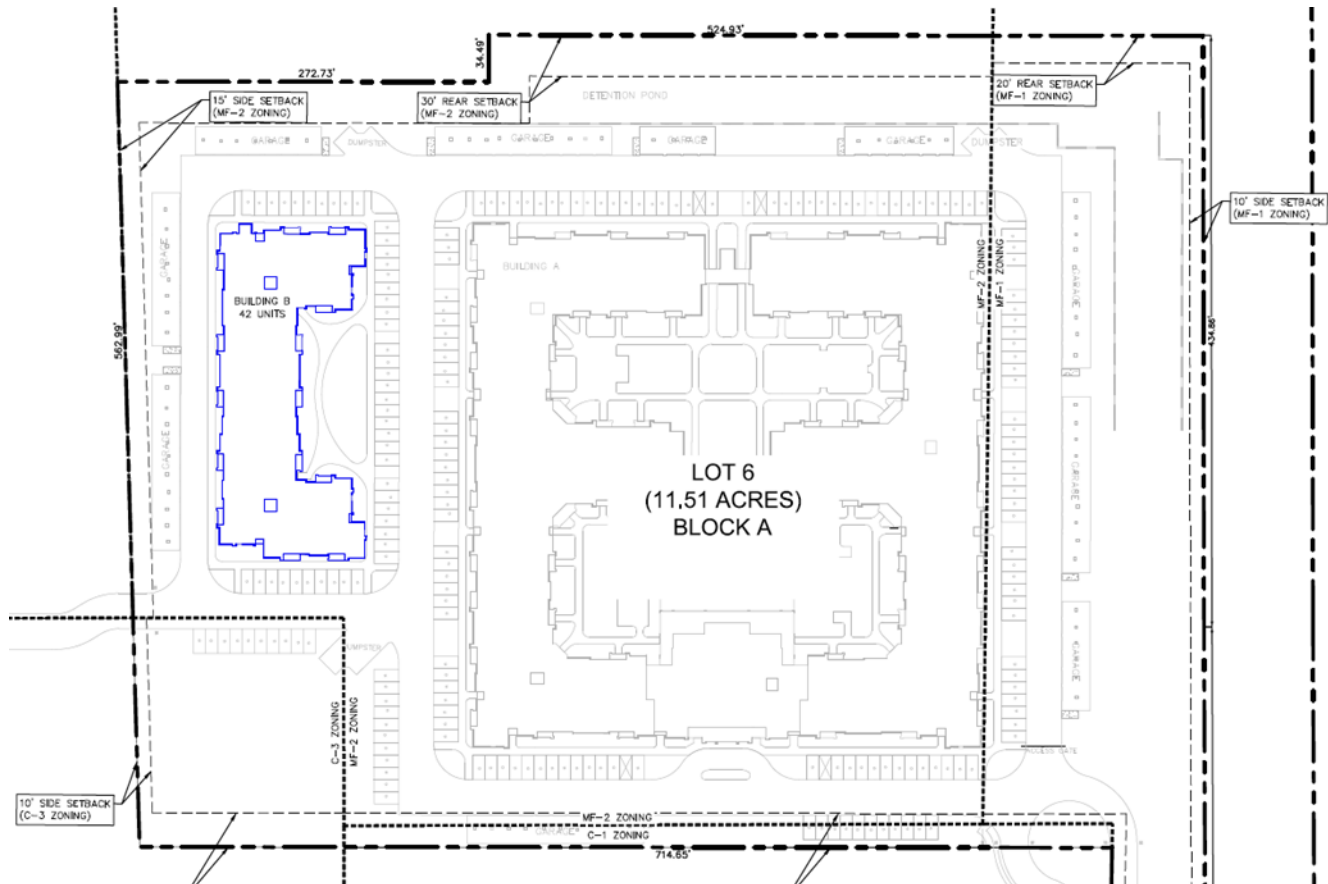 524.93'
34.49'
272.73'
15' SIDE SETBACK
(MF-2 ZONING)
30' REAR SETBACK
(MF-2 ZONING)
DETENTION POND
20' REAR SETBACK
(MF-1 ZONING)
GARAGE
DUMPSTER
GARAGE
GARAGE
GARAGE
DUMPSTER
10' SIDE SETBACK
(MF-1 ZONING)
GARAGE
BUILDING A
MF-2 ZONING
MF-1 ZONING
GARAGE
BUILDING B
42 UNITS
562.99'
434.86'
GARAGE
LOT 6
(11,51 ACRES)
BLOCK A
GARAGE
DUMPSTER
GARAGE
C-3 ZONING
MF-2 ZONING
ACCESS GATE
10' SIDE SETBACK
(C-3 ZONING)
MF-2 ZONING
GARAGE
C-1 ZONING
714.65'